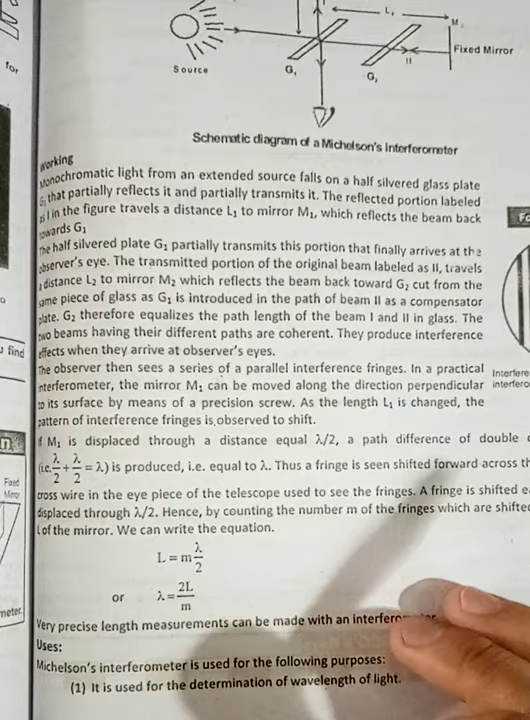 L₁
M₂
Fixed Mirror
II
Source
G₁
G₂
Schematic diagram of a Michelson's Interferometer
Working
Monochromatic light from an extended source falls on a half silvered glass plate
G₁ that partially reflects it and partially transmits it. The reflected portion labeled
as I in the figure travels a distance L₁ to mirror M₁, which reflects the beam back
towards G₁
The half silvered plate G₁ partially transmits this portion that finally arrives at the
observer's eye. The transmitted portion of the original beam labeled as II, travels
a distance L₂ to mirror M₂ which reflects the beam back toward G₂ cut from the
same piece of glass as G₁ is introduced in the path of beam II as a compensator
plate. G₂ therefore equalizes the path length of the beam I and II in glass. The
two beams having their different paths are coherent. They produce interference
effects when they arrive at observer's eyes.
The observer then sees a series of a parallel interference fringes. In a practical
interferometer, the mirror M₁ can be moved along the direction perpendicular
to its surface by means of a precision screw. As the length L₁ is changed, the
pattern of interference fringes is observed to shift.
If M₁ is displaced through a distance equal λ/2, a path difference of double
(i.e. λ/2 + λ/2 = λ) is produced, i.e. equal to λ. Thus a fringe is seen shifted forward across
cross wire in the eye piece of the telescope used to see the fringes. A fringe is shifted
displaced through λ/2. Hence, by counting the number m of the fringes which are
L of the mirror. We can write the equation.
L = m λ/2
or λ = 2L/m
Very precise length measurements can be made with an
Uses:
Michelson's interferometer is used for the following purposes:
(1) It is used for the determination of wavelength of light.
for
find
Fixed
Mirror